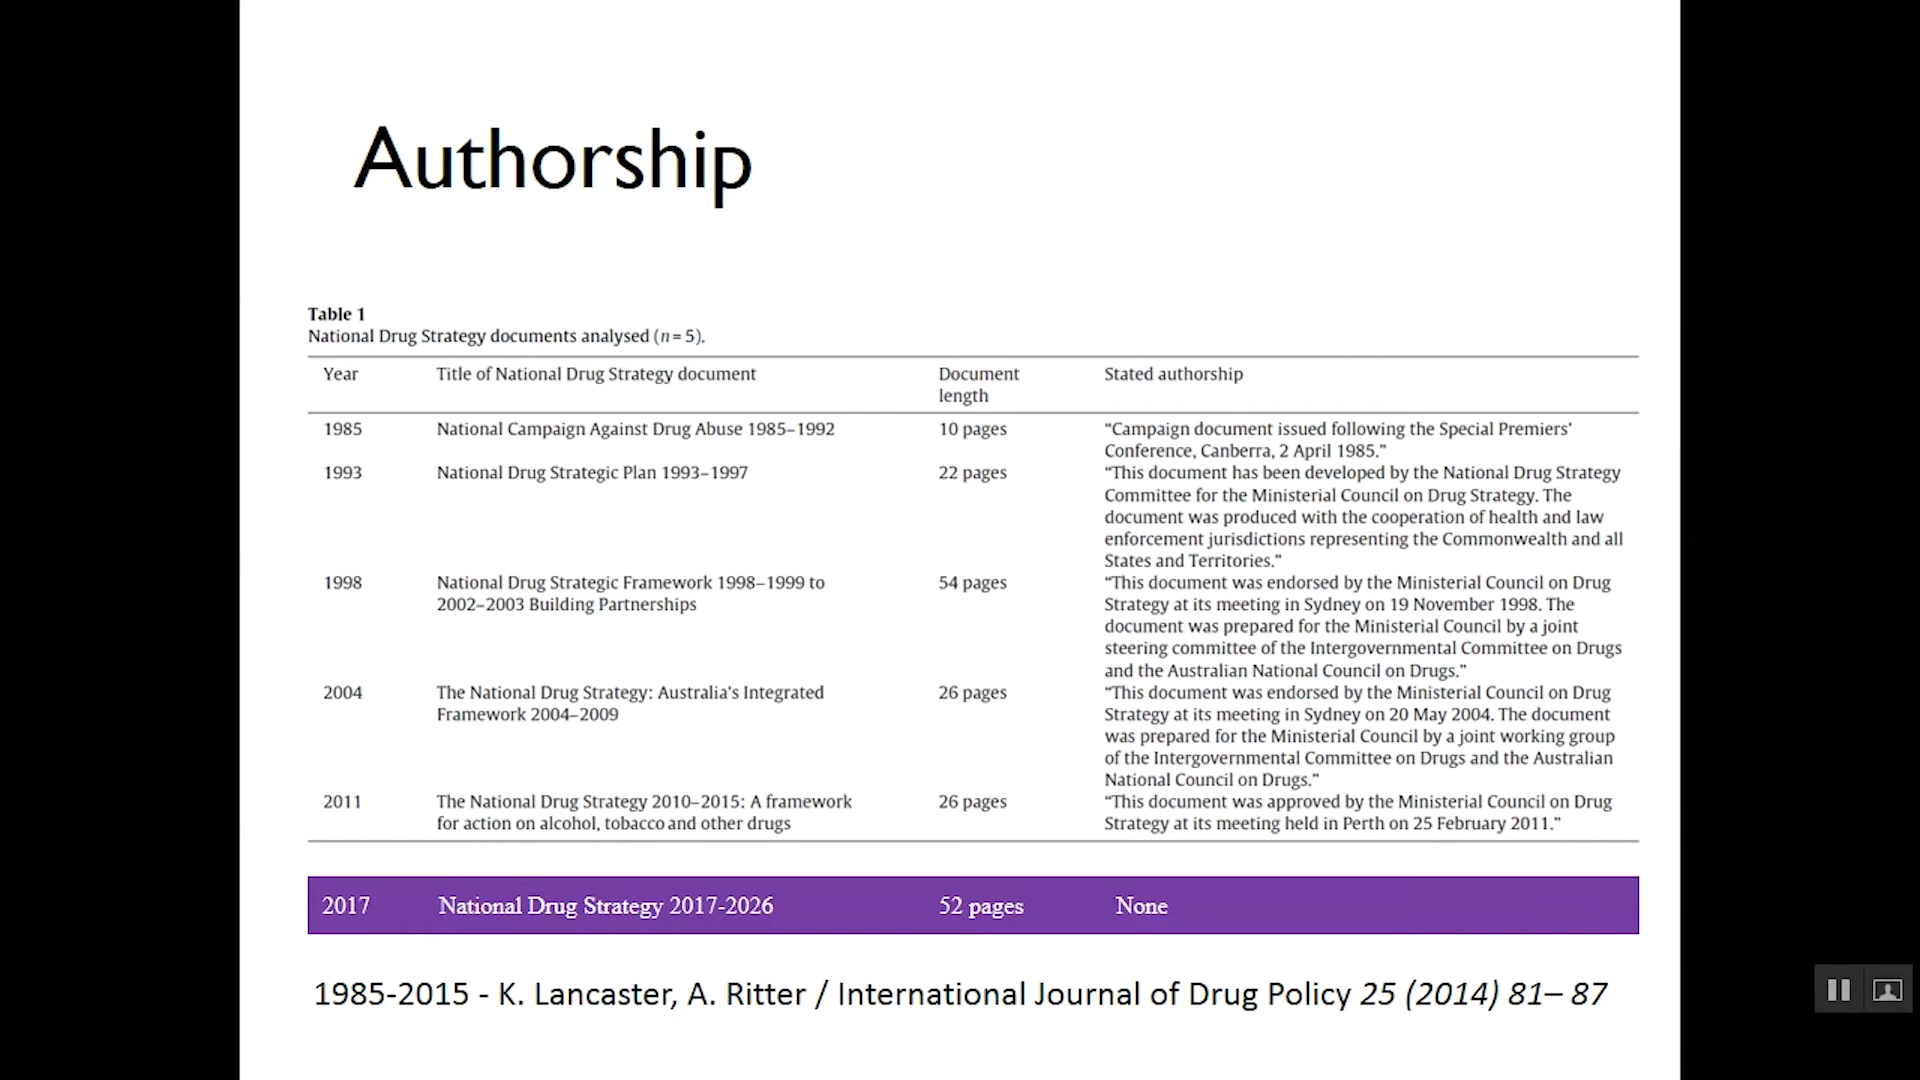 Authorship
Table 1
National Drug Strategy documents analysed (n = 5).
Year Title of National Drug Strategy document Document length Stated authorship
1985 National Campaign Against Drug Abuse 1985–1992 10 pages “Campaign document issued following the Special Premiers’
Conference, Canberra, 2 April 1985.”
1993 National Drug Strategic Plan 1993–1997 22 pages “This document has been developed by the National Drug Strategy
Committee for the Ministerial Council on Drug Strategy. The
document was produced with the cooperation of health and law
enforcement jurisdictions representing the Commonwealth and all
States and Territories.”
1998 National Drug Strategic Framework 1998–1999 to
2002–2003 Building Partnerships
54 pages “This document was endorsed by the Ministerial Council on Drug
Strategy at its meeting in Sydney on 19 November 1998. The
document was prepared for the Ministerial Council by a joint
steering committee of the Intergovernmental Committee on Drugs
and the Australian National Council on Drugs.”
2004 The National Drug Strategy: Australia’s Integrated
Framework 2004–2009
26 pages “This document was endorsed by the Ministerial Council on Drug
Strategy at its meeting in Sydney on 20 May 2004. The document
was prepared for the Ministerial Council by a joint working group
of the Intergovernmental Committee on Drugs and the Australian
National Council on Drugs.”
2011 The National Drug Strategy 2010–2015: A framework
for action on alcohol, tobacco and other drugs
26 pages “This document was approved by the Ministerial Council on Drug
Strategy at its meeting held in Perth on 25 February 2011.”
2017 National Drug Strategy 2017-2026 52 pages None
1985-2015 - K. Lancaster, A. Ritter / International Journal of Drug Policy 25 (2014) 81– 87